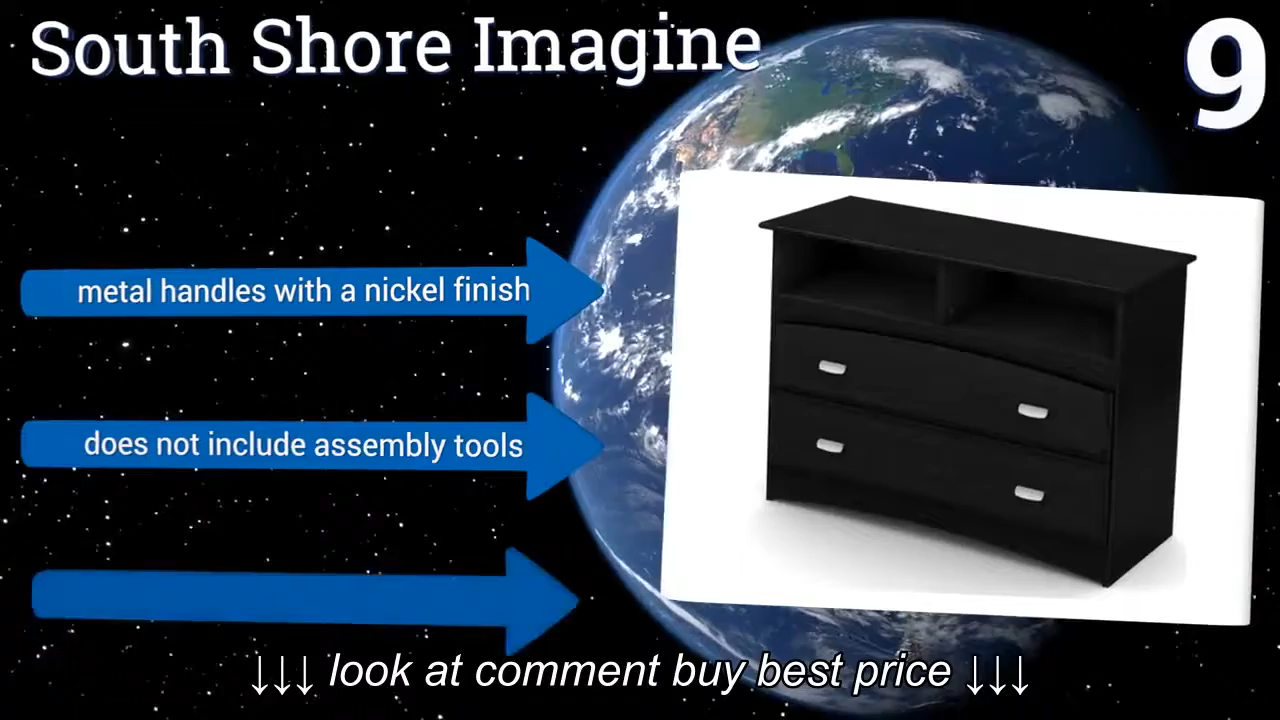 South Shore Imagine
9
metal handles with a nickel finish
does not include assembly tools
↓↓↓ look at comment buy best price ↓↓↓